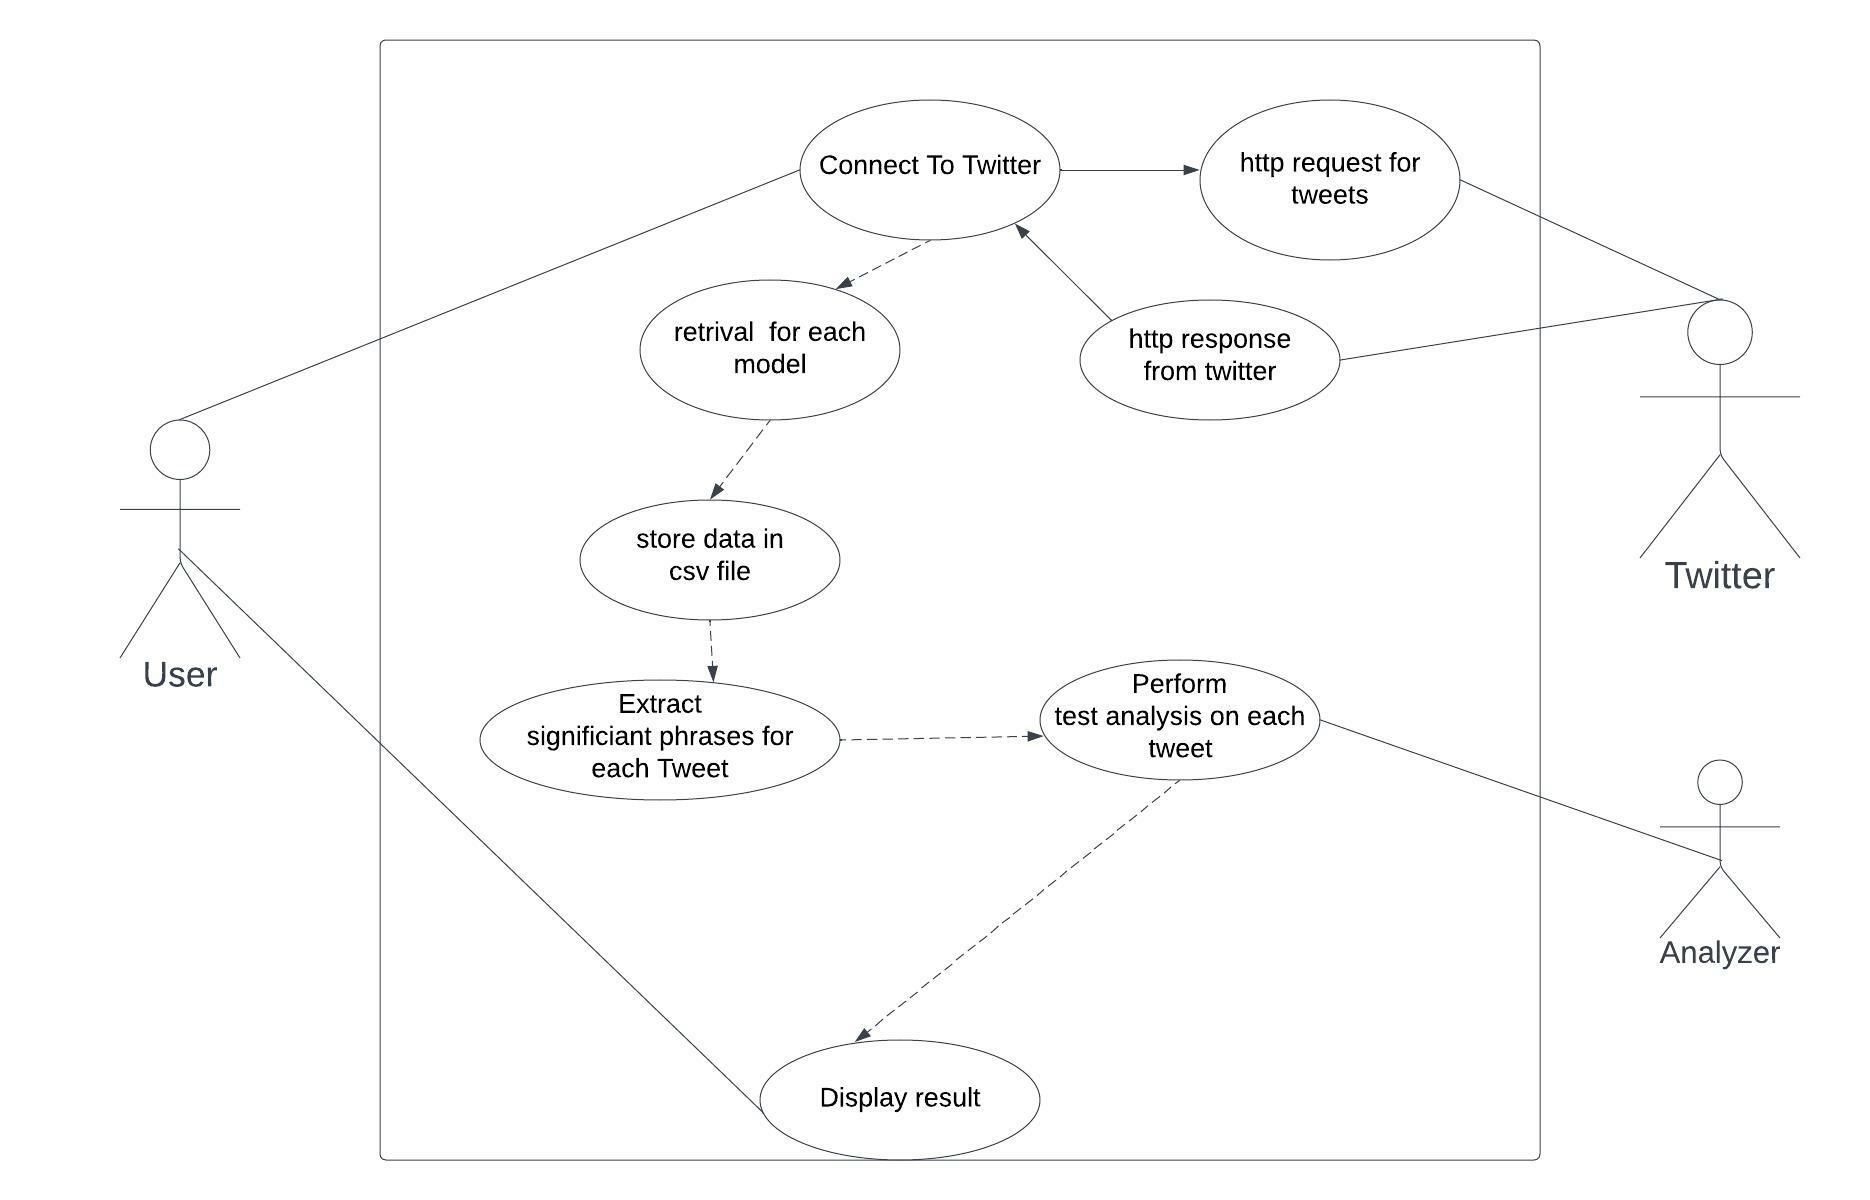 Connect To Twitter
http request for
tweets
retrival  for each
model
http response
from twitter
store data in
csv file
Twitter
User
Extract
significiant phrases for
each Tweet
Perform
test analysis on each
tweet
Analyzer
Display result